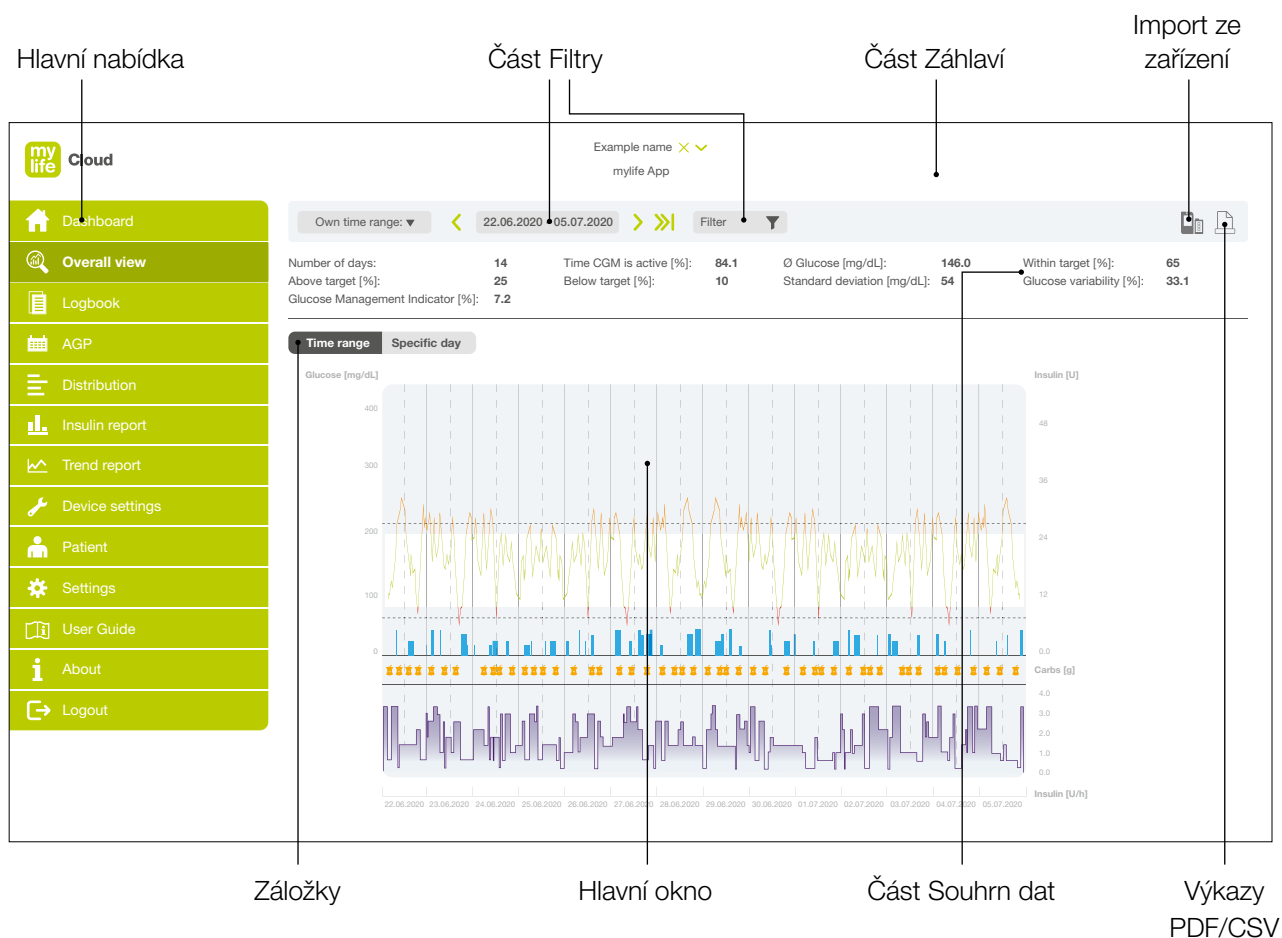 Import ze
zařízení
Hlavní nabídka
Část Filtry
Část Záhlaví
my
life
Cloud
Example name
mylife App
Dashboard
Overall view
Logbook
AGP
Distribution
Insulin report
Trend report
Device settings
Patient
Settings
User Guide
About
Logout
Own time range: ▼ 22.06.2020 - 05.07.2020 Filter
Number of days: 14 Time CGM is active [%]: 84.1 Ø Glucose [mg/dL]: 146.0 Within target [%]: 65
Above target [%]: 25 Below target [%]: 10 Standard deviation [mg/dL]: 54 Glucose variability [%]: 33.1
Glucose Management Indicator [%]: 7.2
Time range Specific day
Glucose [mg/dL] Insulin [U]
400
48
300
36
200
24
100
12
0 0.0
Carbs [g]
4.0
3.0
2.0
1.0
0.0
Insulin [U/h]
22.06.2020 23.06.2020 24.06.2020 25.06.2020 26.06.2020 27.06.2020 28.06.2020 29.06.2020 30.06.2020 01.07.2020 02.07.2020 03.07.2020 04.07.2020 05.07.2020
Záložky
Hlavní okno
Část Souhrn dat
Výkazy
PDF/CSV